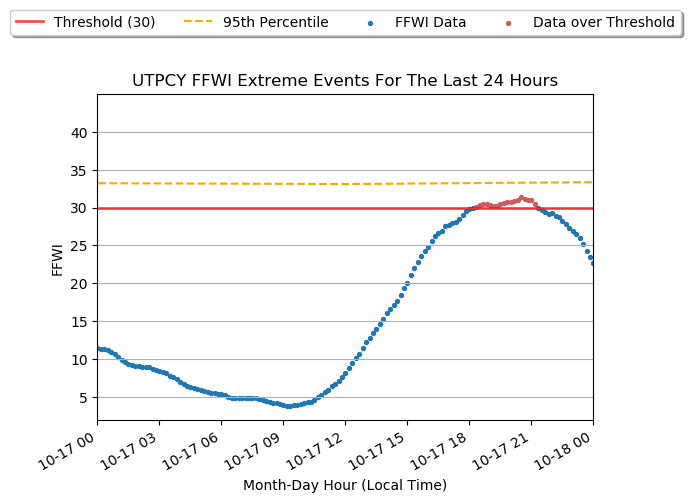 Threshold (30) 95th Percentile FFWI Data Data over Threshold
UTPCY FFWI Extreme Events For The Last 24 Hours
40
35
30
25
20
15
10
5
FFWI
10-17 00 10-17 03 10-17 06 10-17 09 10-17 12 10-17 15 10-17 18 10-17 21 10-18 00
Month-Day Hour (Local Time)